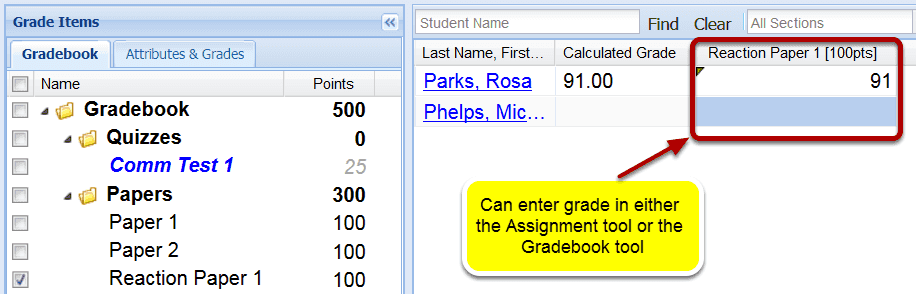 Grade Items
Gradebook Attributes & Grades
Name Points
Gradebook 500
Quizzes 0
Comm Test 1 25
Papers 300
Paper 1 100
Paper 2 100
Reaction Paper 1 100
Student Name Find Clear All Sections
Last Name, First... Calculated Grade Reaction Paper 1 [100pts]
Parks, Rosa 91.00 91
Phelps, Mic...
Can enter grade in either
the Assignment tool or the
Gradebook tool